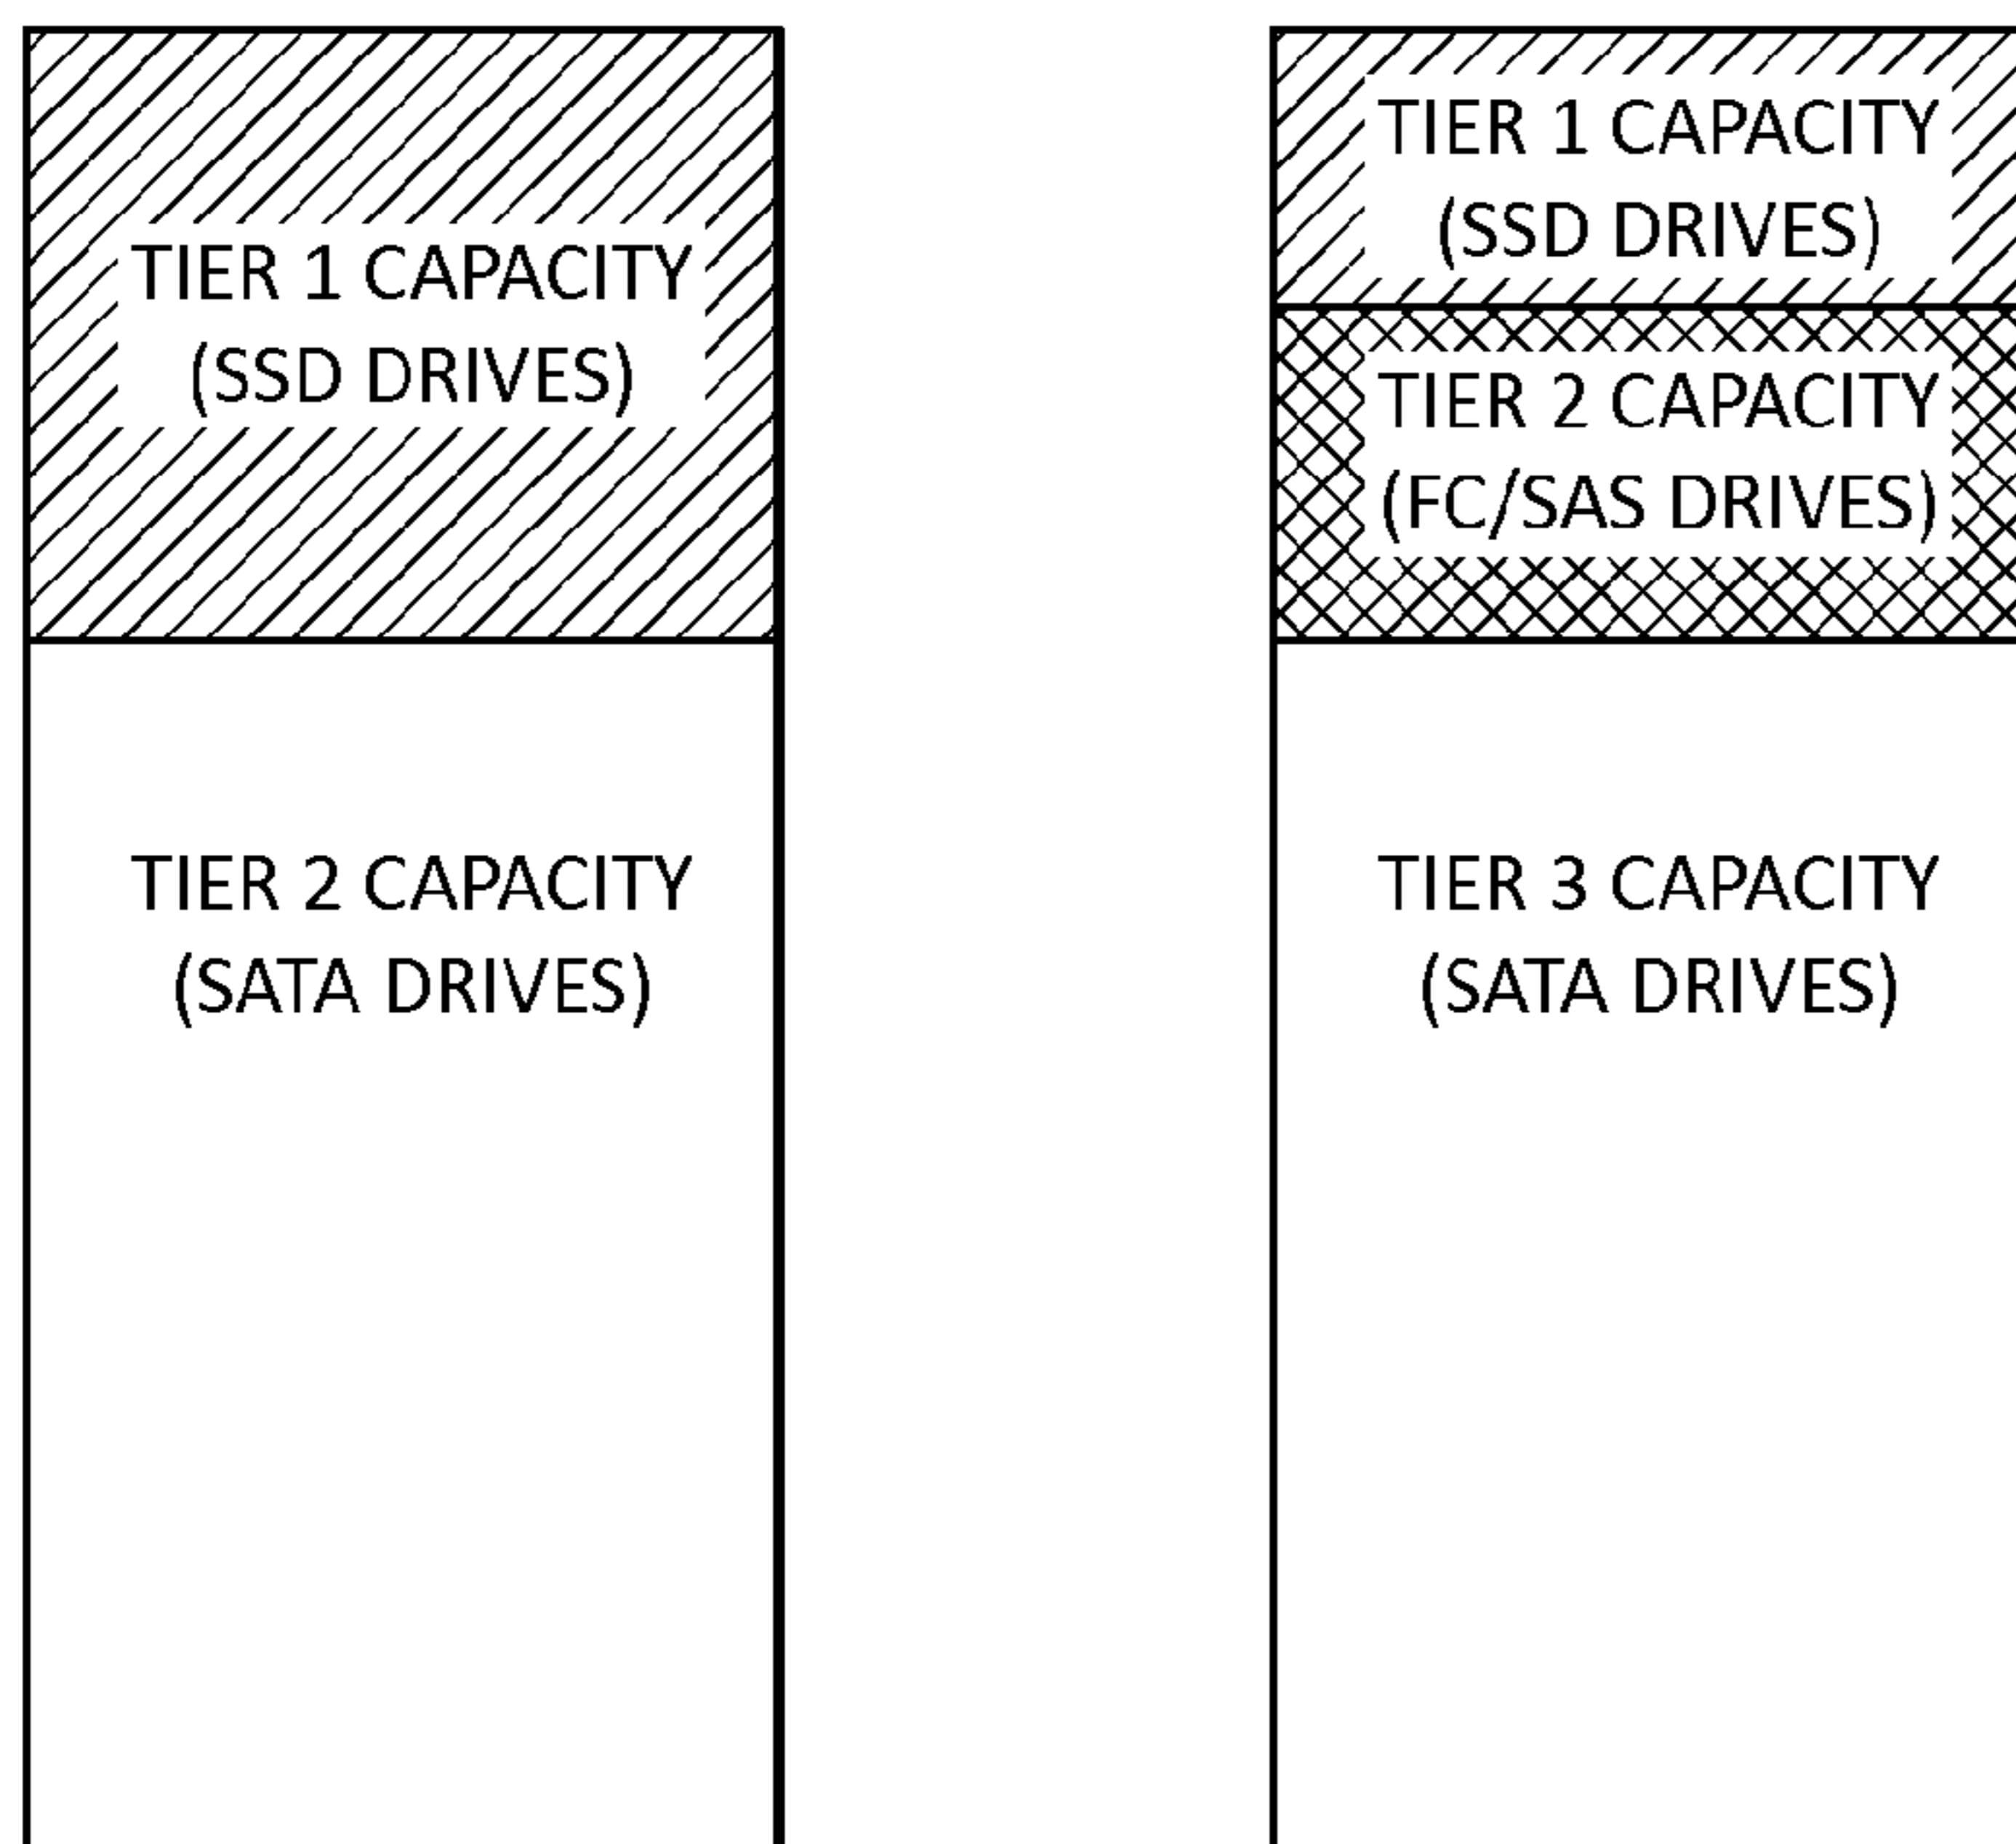 TIER 1 CAPACITY
(SSD DRIVES)
TIER 2 CAPACITY
(SATA DRIVES)
TIER 1 CAPACITY
(SSD DRIVES)
TIER 2 CAPACITY
(FC/SAS DRIVES)
TIER 3 CAPACITY
(SATA DRIVES)